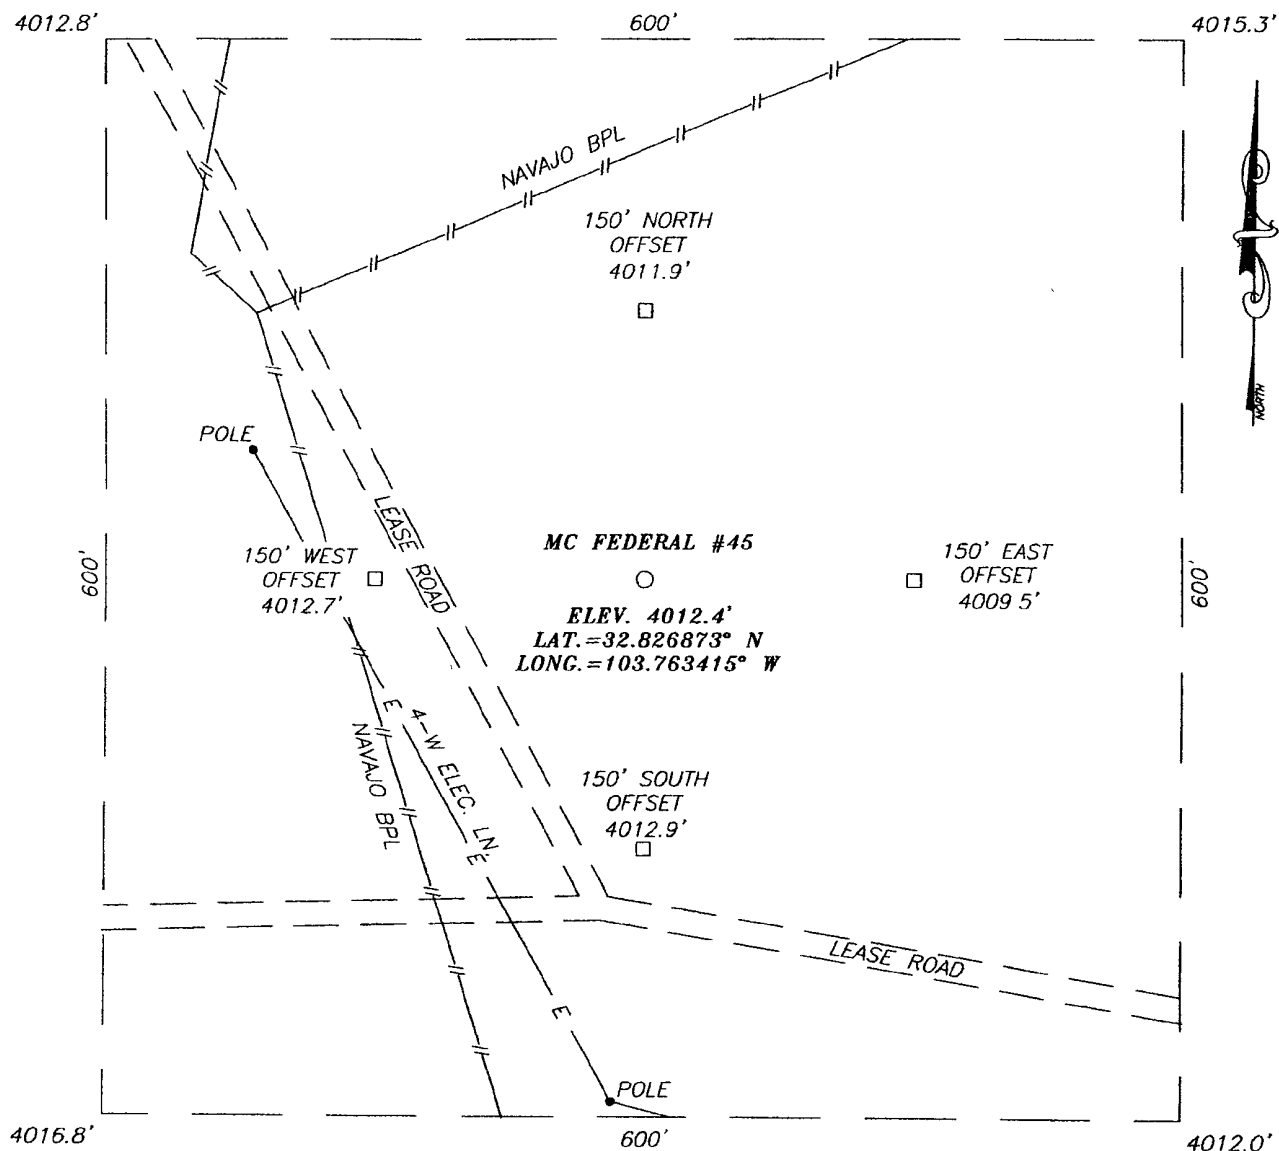 4012.8'
600'
4015.3'
NAVAJO BPL
150' NORTH
OFFSET
4011.9'
NORTH
POLE
LEASE ROAD
MC FEDERAL #45
150' WEST
OFFSET
4012.7'
150' EAST
OFFSET
4009 5'
600'
600'
ELEV. 4012.4'
LAT.=32.826873° N
LONG.=103.763415° W
E
4-W ELEC. LN.
E
NAVAJO BPL
150' SOUTH
OFFSET
4012.9'
LEASE ROAD
E
POLE
4016.8'
600'
4012.0'